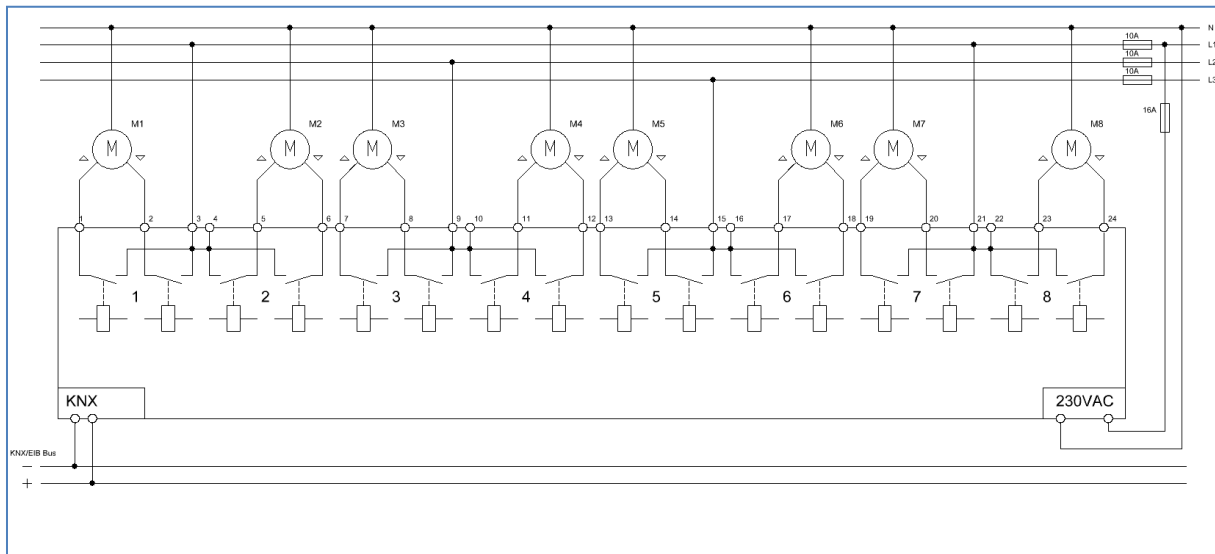 N
10A
L1
10A
L2
10A
L3
16A
M1 M2 M3 M4 M5 M6 M7 M8
M M M M M M M M
1 2 3 4 5 6 7 8 9 10 11 12 13 14 15 16 17 18 19 20 21 22 23 24
1 2 3 4 5 6 7 8
KNX 230VAC
KNX/EIB Bus
−
+